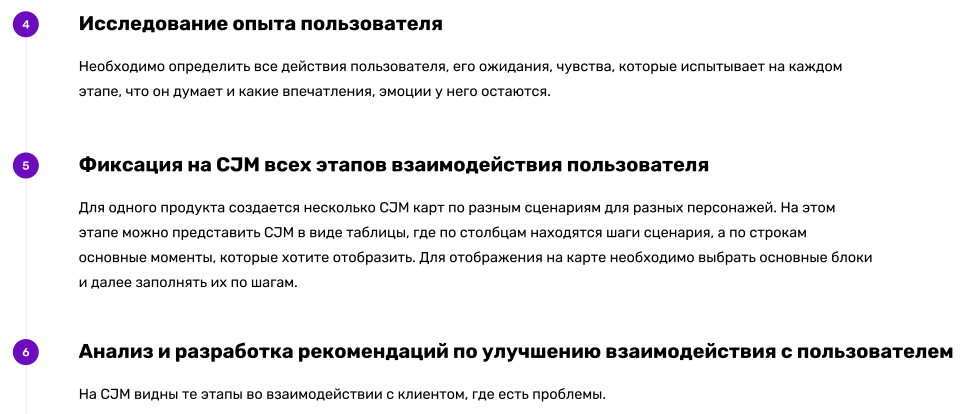 4
Исследование опыта пользователя
Необходимо определить все действия пользователя, его ожидания, чувства, которые испытывает на каждом
этапе, что он думает и какие впечатления, эмоции у него остаются.
5
Фиксация на CJM всех этапов взаимодействия пользователя
Для одного продукта создается несколько CJM карт по разным сценариям для разных персонажей. На этом
этапе можно представить CJM в виде таблицы, где по столбцам находятся шаги сценария, а по строкам
основные моменты, которые хотите отобразить. Для отображения на карте необходимо выбрать основные блоки
и далее заполнять их по шагам.
6
Анализ и разработка рекомендаций по улучшению взаимодействия с пользователем
На CJM видны те этапы во взаимодействии с клиентом, где есть проблемы.